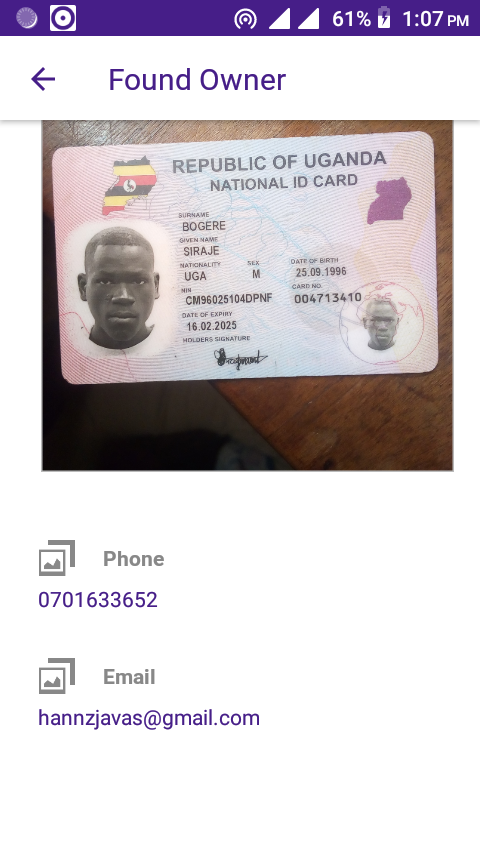 61% 1:07 PM
Found Owner
REPUBLIC OF UGANDA
NATIONAL ID CARD
SURNAME
BOGERE
GIVEN NAME
SIRAJE
NATIONALITY SEX DATE OF BIRTH
UGA M 25.09.1996
NIN CARD NO.
CM96025104DPNF 004713410
DATE OF EXPIRY
16.02.2025
HOLDERS SIGNATURE
Phone
0701633652
Email
hannzjavas@gmail.com